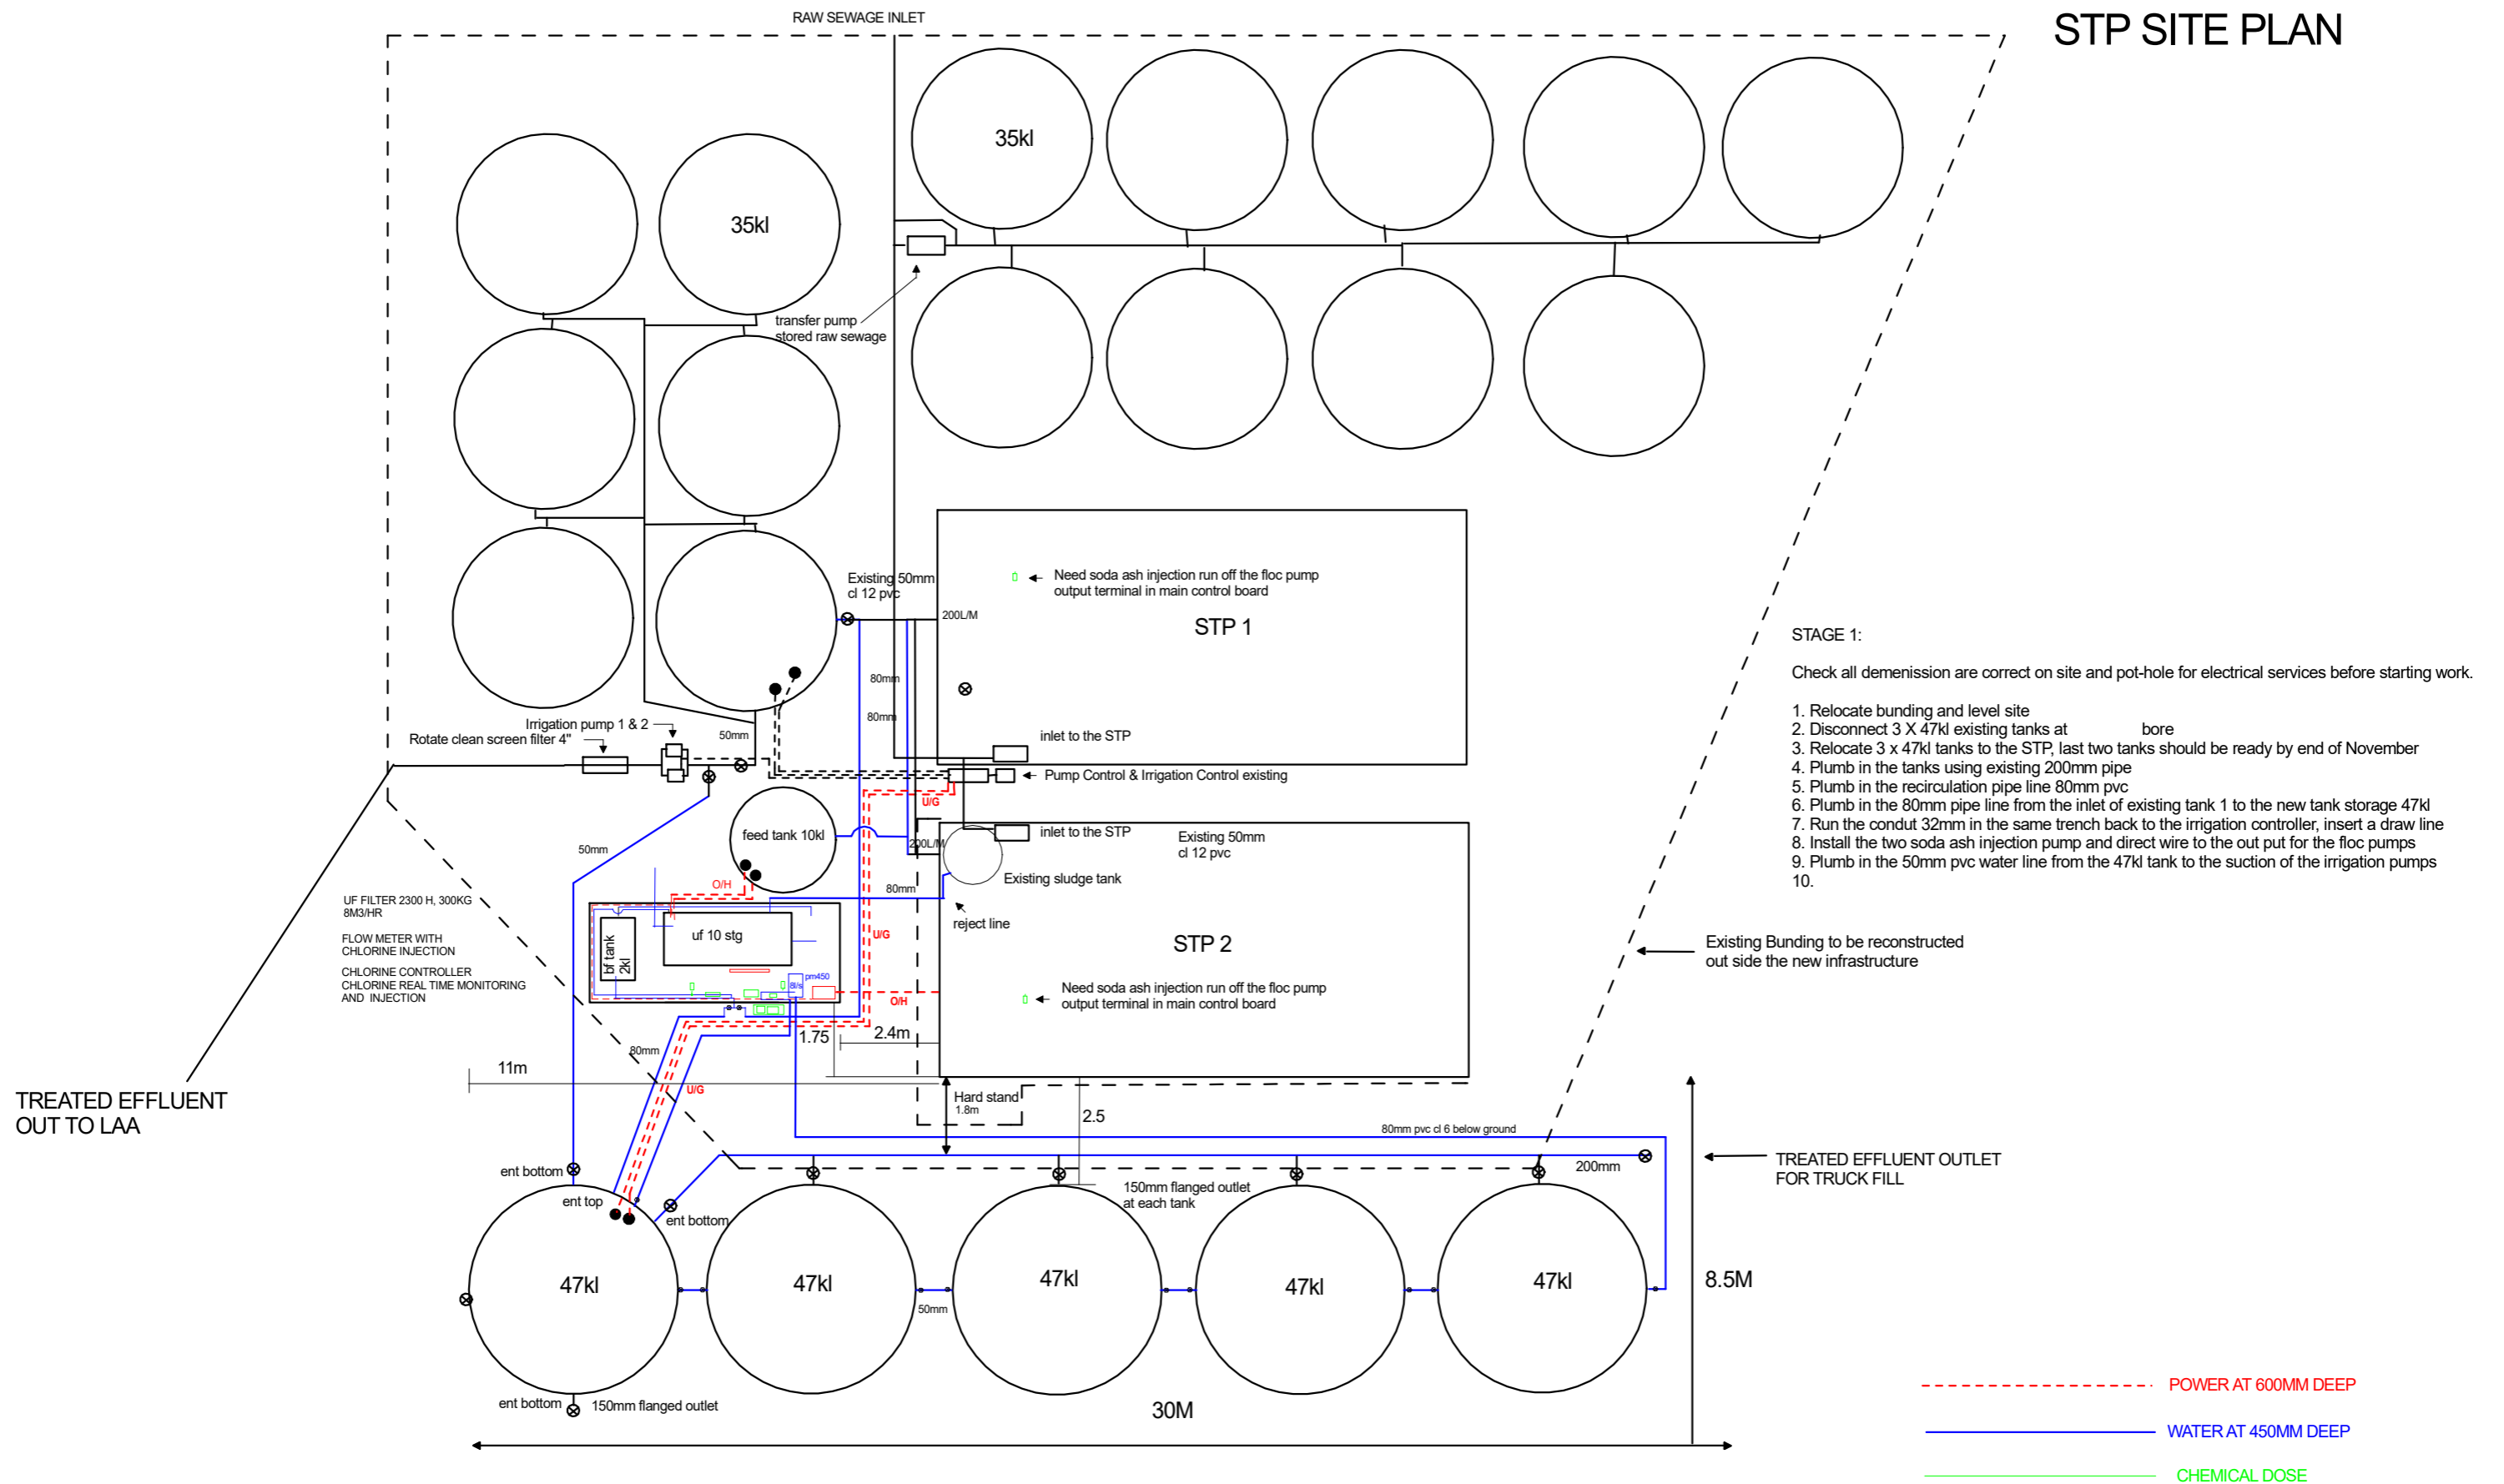 RAW SEWAGE INLET
STP SITE PLAN
35kl
35kl
transfer pump
stored raw sewage
Existing 50mm
cl 12 pvc
200L/M
Need soda ash injection run off the floc pump
output terminal in main control board
STP 1
STAGE 1:
Check all demenission are correct on site and pot-hole for electrical services before starting work.
1. Relocate bunding and level site
2. Disconnect 3 X 47kl existing tanks at bore
3. Relocate 3 x 47kl tanks to the STP, last two tanks should be ready by end of November
4. Plumb in the tanks using existing 200mm pipe
5. Plumb in the recirculation pipe line 80mm pvc
6. Plumb in the 80mm pipe line from the inlet of existing tank 1 to the new tank storage 47kl
7. Run the condut 32mm in the same trench back to the irrigation controller, insert a draw line
8. Install the two soda ash injection pump and direct wire to the out put for the floc pumps
9. Plumb in the 50mm pvc water line from the 47kl tank to the suction of the irrigation pumps
10.
80mm
80mm
Irrigation pump 1 & 2
Rotate clean screen filter 4"
50mm
inlet to the STP
Pump Control & Irrigation Control existing
U/G
feed tank 10kl
200L/M
inlet to the STP
Existing 50mm
cl 12 pvc
50mm
O/H
80mm
Existing sludge tank
reject line
UF FILTER 2300 H, 300KG
8M3/HR
FLOW METER WITH
CHLORINE INJECTION
CHLORINE CONTROLLER
CHLORINE REAL TIME MONITORING
AND INJECTION
bf tank
2kl
uf 10 stg
U/G
STP 2
Existing Bunding to be reconstructed
out side the new infrastructure
pm450
8l/s
O/H
Need soda ash injection run off the floc pump
output terminal in main control board
1.75
2.4m
80mm
11m
U/G
Hard stand
1.8m
2.5
TREATED EFFLUENT
OUT TO LAA
80mm pvc cl 6 below ground
TREATED EFFLUENT OUTLET
FOR TRUCK FILL
200mm
ent bottom
ent top
ent bottom
150mm flanged outlet
at each tank
47kl
47kl
47kl
47kl
47kl
8.5M
50mm
ent bottom
150mm flanged outlet
30M
POWER AT 600MM DEEP
WATER AT 450MM DEEP
CHEMICAL DOSE